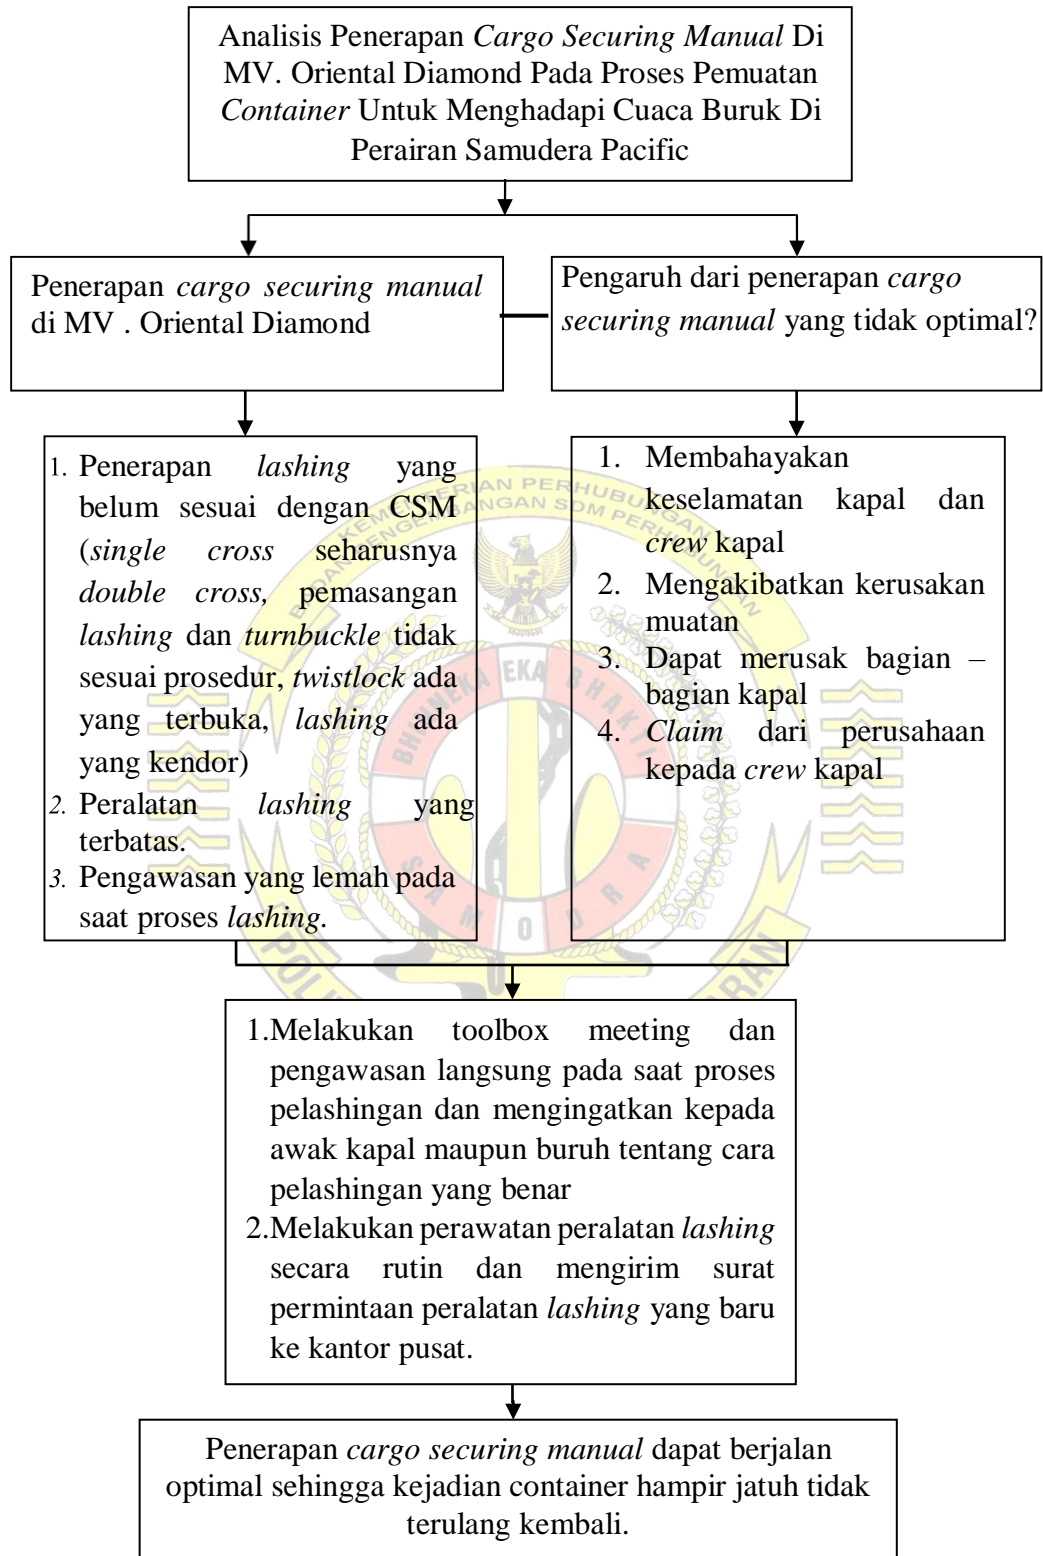 Analisis Penerapan Cargo Securing Manual Di
MV. Oriental Diamond Pada Proses Pemuatan
Container Untuk Menghadapi Cuaca Buruk Di
Perairan Samudera Pacific
Penerapan cargo securing manual
di MV . Oriental Diamond
Pengaruh dari penerapan cargo
securing manual yang tidak optimal?
1. Penerapan lashing yang
belum sesuai dengan CSM
(single cross seharusnya
double cross, pemasangan
lashing dan turnbuckle tidak
sesuai prosedur, twistlock ada
yang terbuka, lashing ada
yang kendor)
2. Peralatan lashing yang
terbatas.
3. Pengawasan yang lemah pada
saat proses lashing.
1. Membahayakan
keselamatan kapal dan
crew kapal
2. Mengakibatkan kerusakan
muatan
3. Dapat merusak bagian –
bagian kapal
4. Claim dari perusahaan
kepada crew kapal
1.Melakukan toolbox meeting dan
pengawasan langsung pada saat proses
pelashingan dan mengingatkan kepada
awak kapal maupun buruh tentang cara
pelashingan yang benar
2.Melakukan perawatan peralatan lashing
secara rutin dan mengirim surat
permintaan peralatan lashing yang baru
ke kantor pusat.
Penerapan cargo securing manual dapat berjalan
optimal sehingga kejadian container hampir jatuh tidak
terulang kembali.
BHINNEKA EKA BHAKTI
SAMODRA